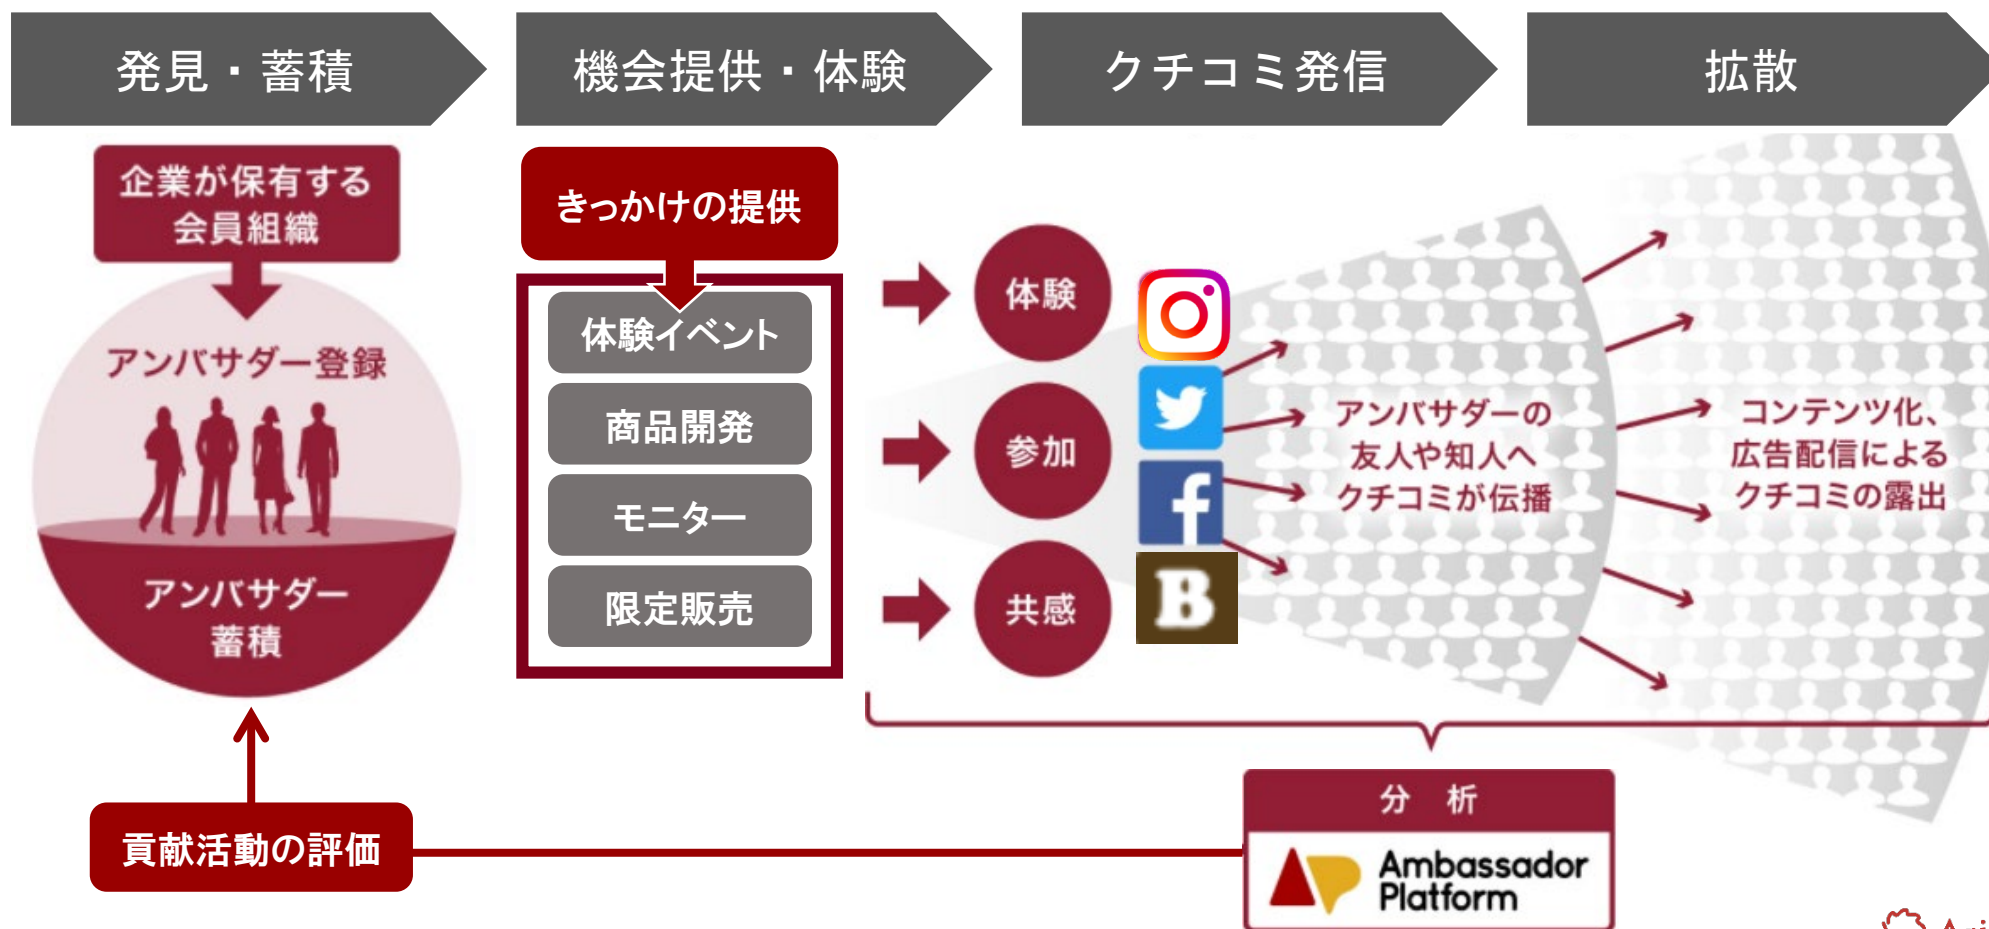 発見・蓄積
機会提供・体験
クチコミ発信
拡散
企業が保有する
会員組織
アンバサダー登録
アンバサダー
蓄積
貢献活動の評価
きっかけの提供
体験イベント
商品開発
モニター
限定販売
体験
参加
共感
f
B
アンバサダーの
友人や知人へ
クチコミが伝播
コンテンツ化、
広告配信による
クチコミの露出
分 析
Ambassador
Platform